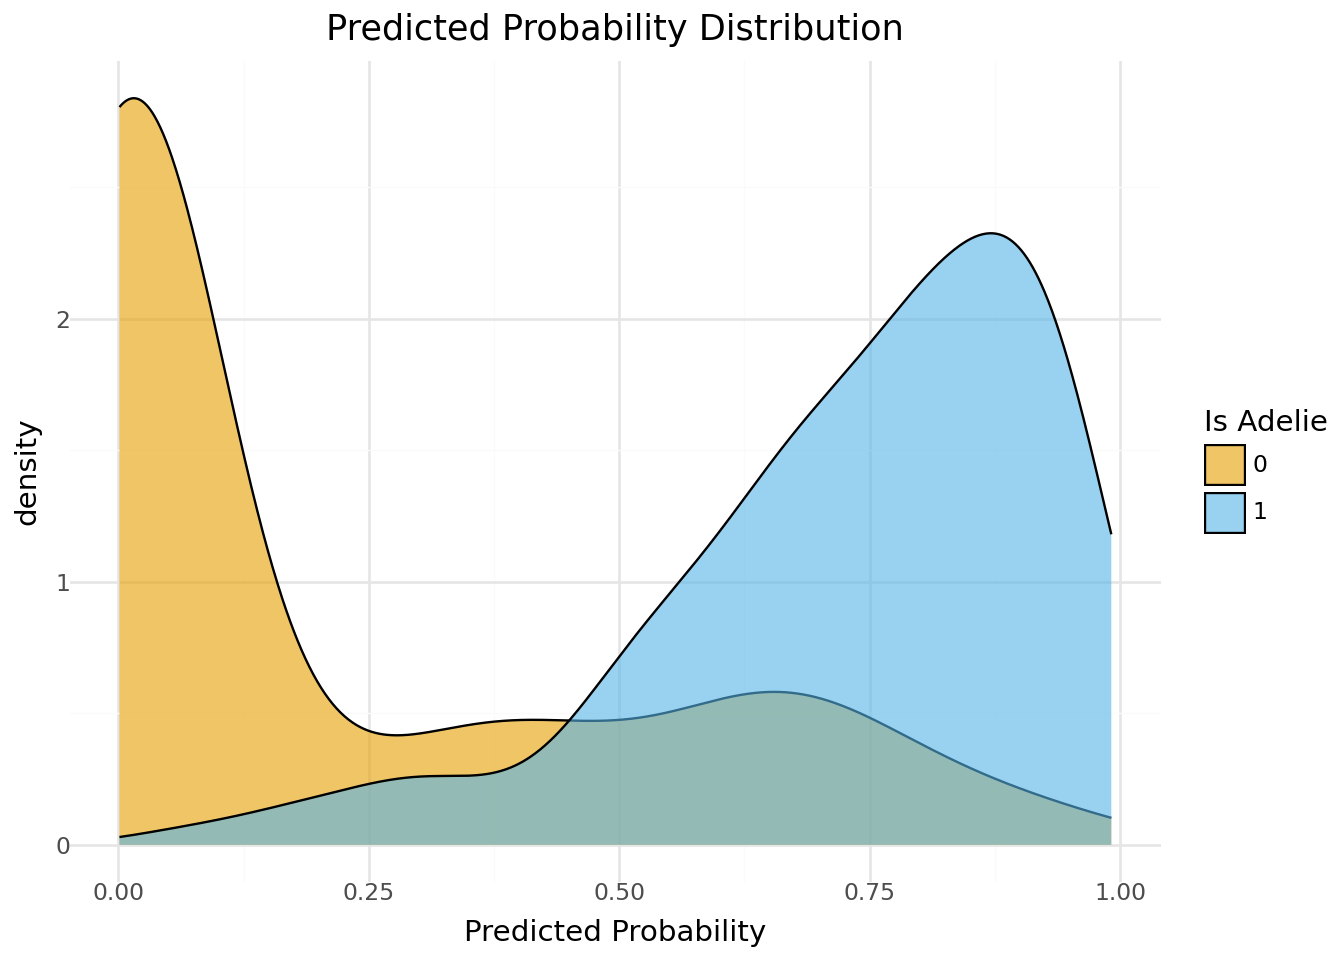 Predicted Probability Distribution
density
2
1
0
0.00 0.25 0.50 0.75 1.00
Predicted Probability
Is Adelie
0
1